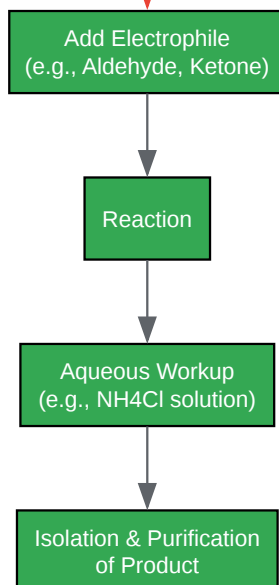 Add Electrophile
(e.g., Aldehyde, Ketone)
Reaction
Aqueous Workup
(e.g., NH4Cl solution)
Isolation & Purification
of Product